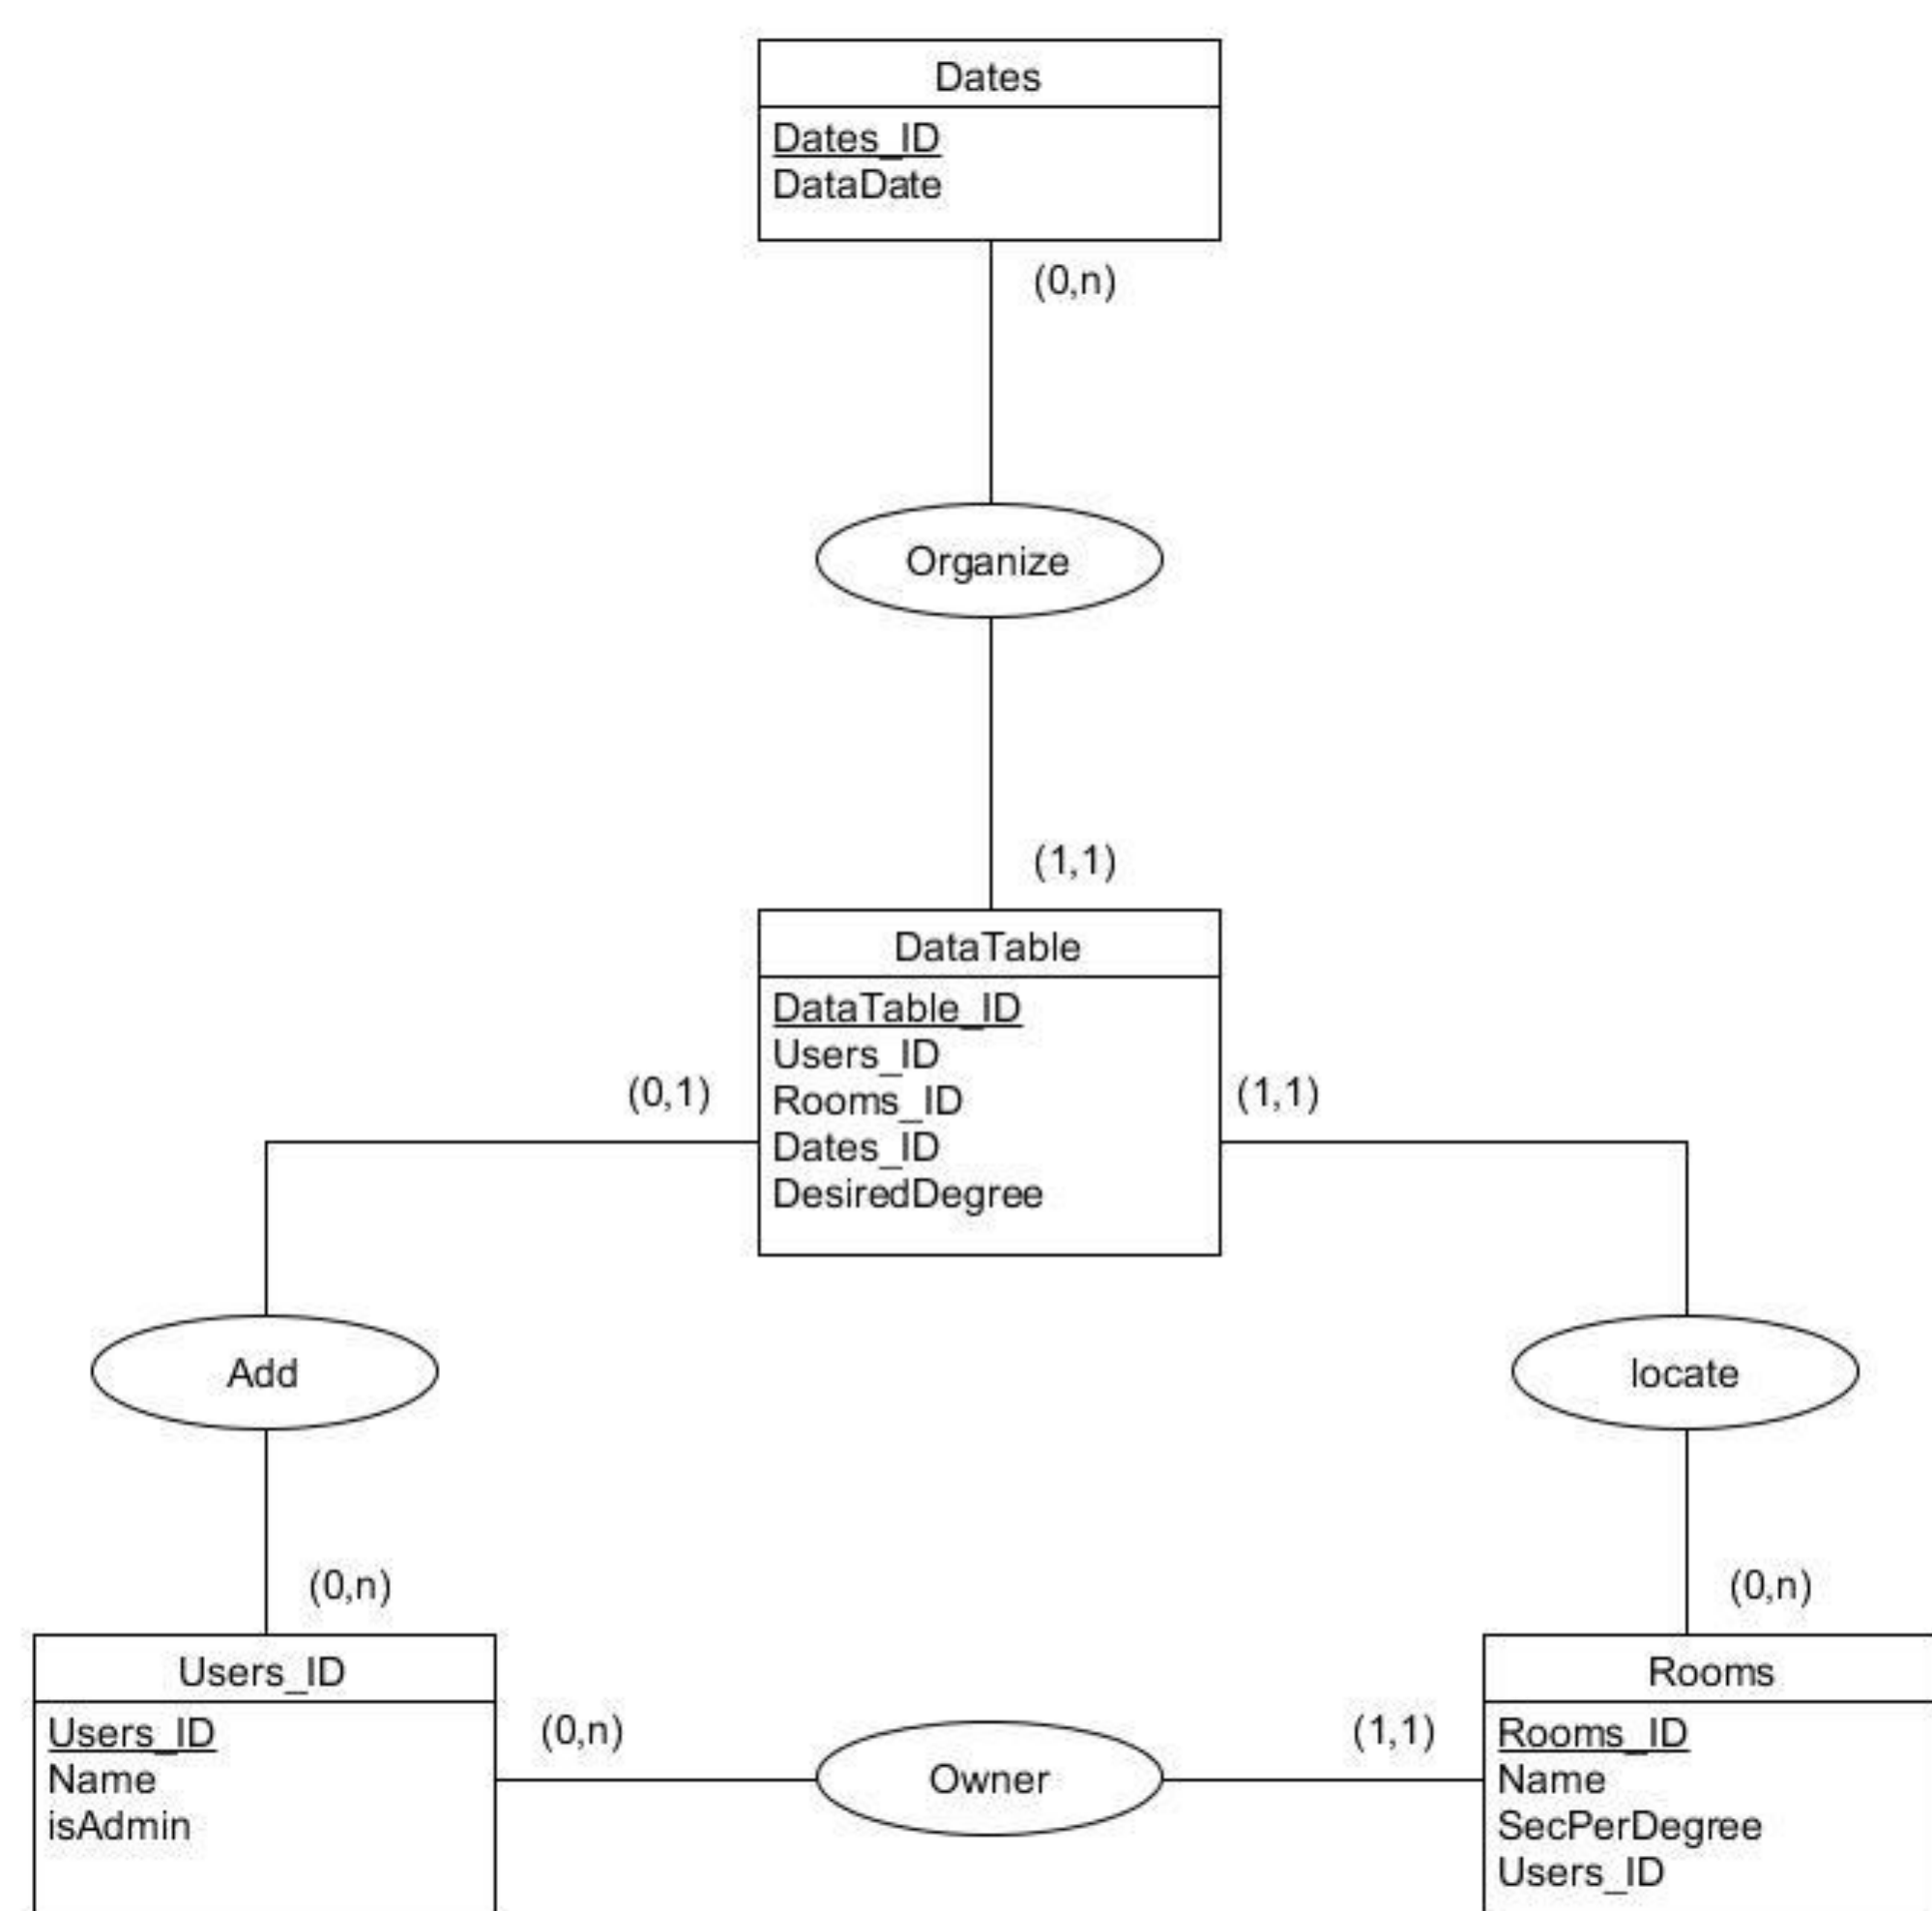 Dates
Dates_ID
DataDate
(0,n)
Organize
(1,1)
DataTable
DataTable_ID
Users_ID
Rooms_ID
Dates_ID
DesiredDegree
(0,1)
(1,1)
Add
locate
(0,n)
(0,n)
Users_ID
Users_ID
Name
isAdmin
(0,n)
Owner
(1,1)
Rooms
Rooms_ID
Name
SecPerDegree
Users_ID